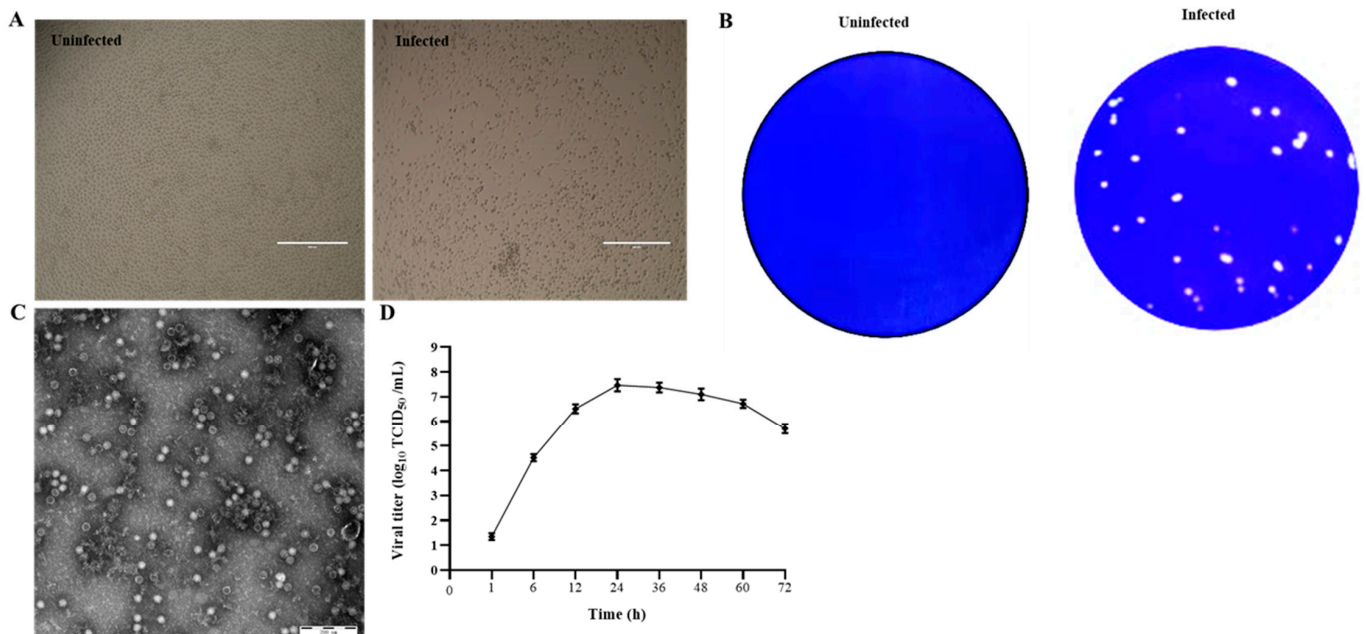 A
Uninfected
Infected
B
Uninfected
Infected
C
D
Viral titer (log10 TCID50 /mL)
9
8
7
6
5
4
3
2
1
0
0 1 6 12 24 36 48 60 72
Time (h)